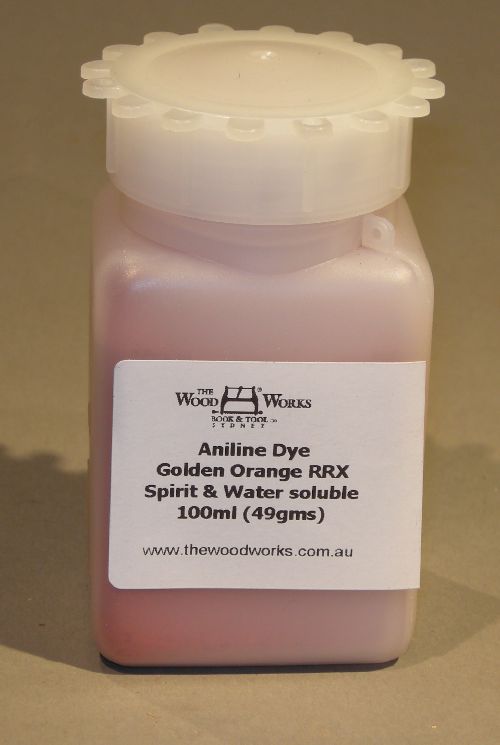 THE
WOOD WORKS ®
BOOK & TOOL Co
SYDNEY
Aniline Dye
Golden Orange RRX
Spirit & Water soluble
100ml (49gms)
www.thewoodworks.com.au